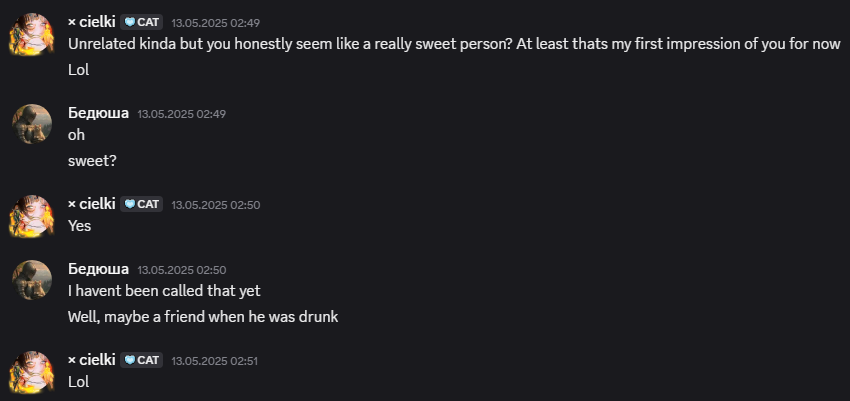 × cielki CAT 13.05.2025 02:49
Unrelated kinda but you honestly seem like a really sweet person? At least thats my first impression of you for now
Lol
Бедюша 13.05.2025 02:49
oh
sweet?
× cielki CAT 13.05.2025 02:50
Yes
Бедюша 13.05.2025 02:50
I havent been called that yet
Well, maybe a friend when he was drunk
× cielki CAT 13.05.2025 02:51
Lol